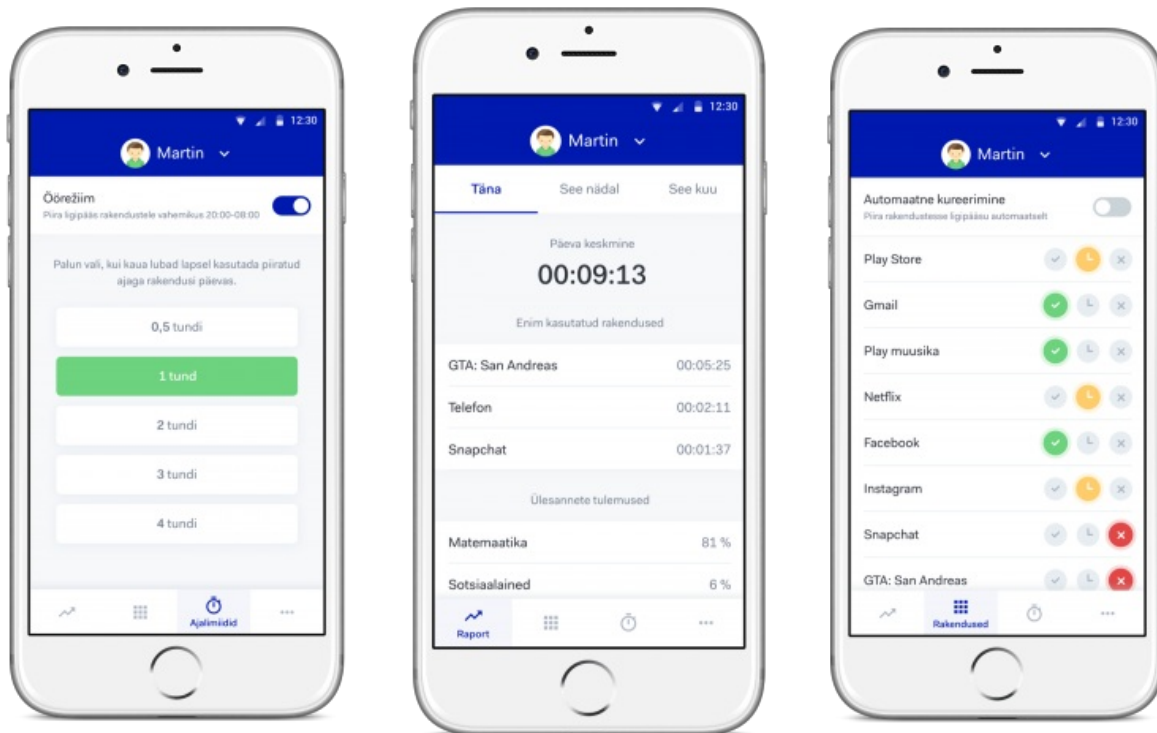 12:30
Martin
Öörežiim
Piira ligipääs rakendustele vahemikus 20:00-08:00
Palun vali, kui kaua lubad lapsel kasutada piiratud
ajaga rakendusi päevas.
0,5 tundi
1 tund
2 tundi
3 tundi
4 tundi
Ajalimiidid
12:30
Martin
Täna See nädal See kuu
Päeva keskmine
00:09:13
Enim kasutatud rakendused
GTA: San Andreas 00:05:25
Telefon 00:02:11
Snapchat 00:01:37
Ülesannete tulemused
Matemaatika 81 %
Sotsiaalained 6 %
Raport
12:30
Martin
Automaatne kureerimine
Piira rakendustesse ligipääsu automaatselt
Play Store
Gmail
Play muusika
Netflix
Facebook
Instagram
Snapchat
GTA: San Andreas
Rakendused